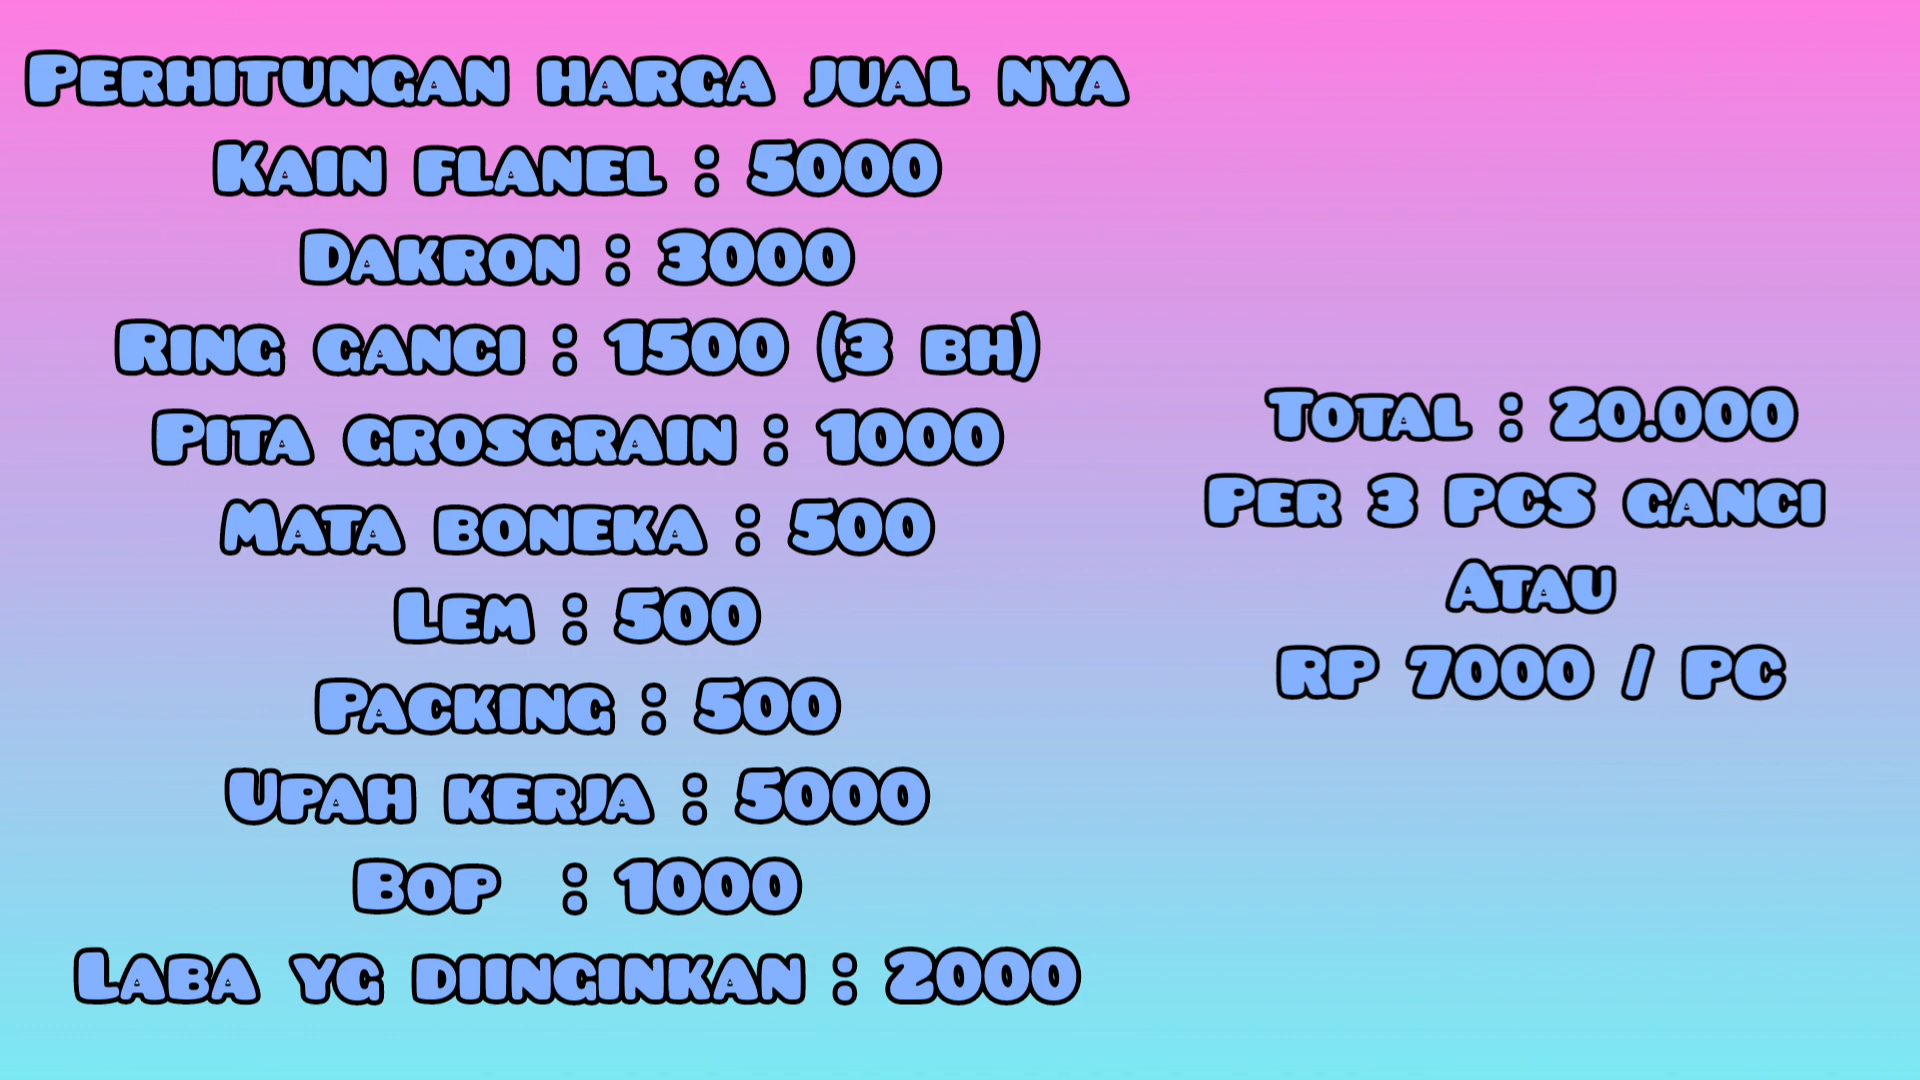 Perhitungan harga jual nya
Kain flanel : 5000
Dakron : 3000
Ring ganci : 1500 (3 bh)
Pita grosgrain : 1000
Mata boneka : 500
Lem : 500
Packing : 500
Upah kerja : 5000
Bop : 1000
Laba yg diinginkan : 2000
Total : 20.000
Per 3 PCS ganci
Atau
RP 7000 / PC